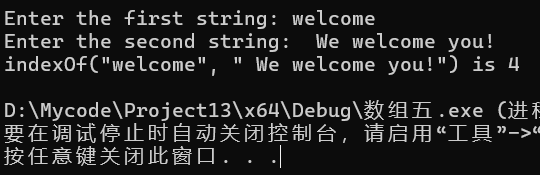 Enter the first string: welcome
Enter the second string:  We welcome you!
indexOf("welcome", " We welcome you!") is 4
D:\Mycode\Project13\x64\Debug\数组五.exe (进程
要在调试停止时自动关闭控制台，请启用“工具”->“
按任意键关闭此窗口. . .